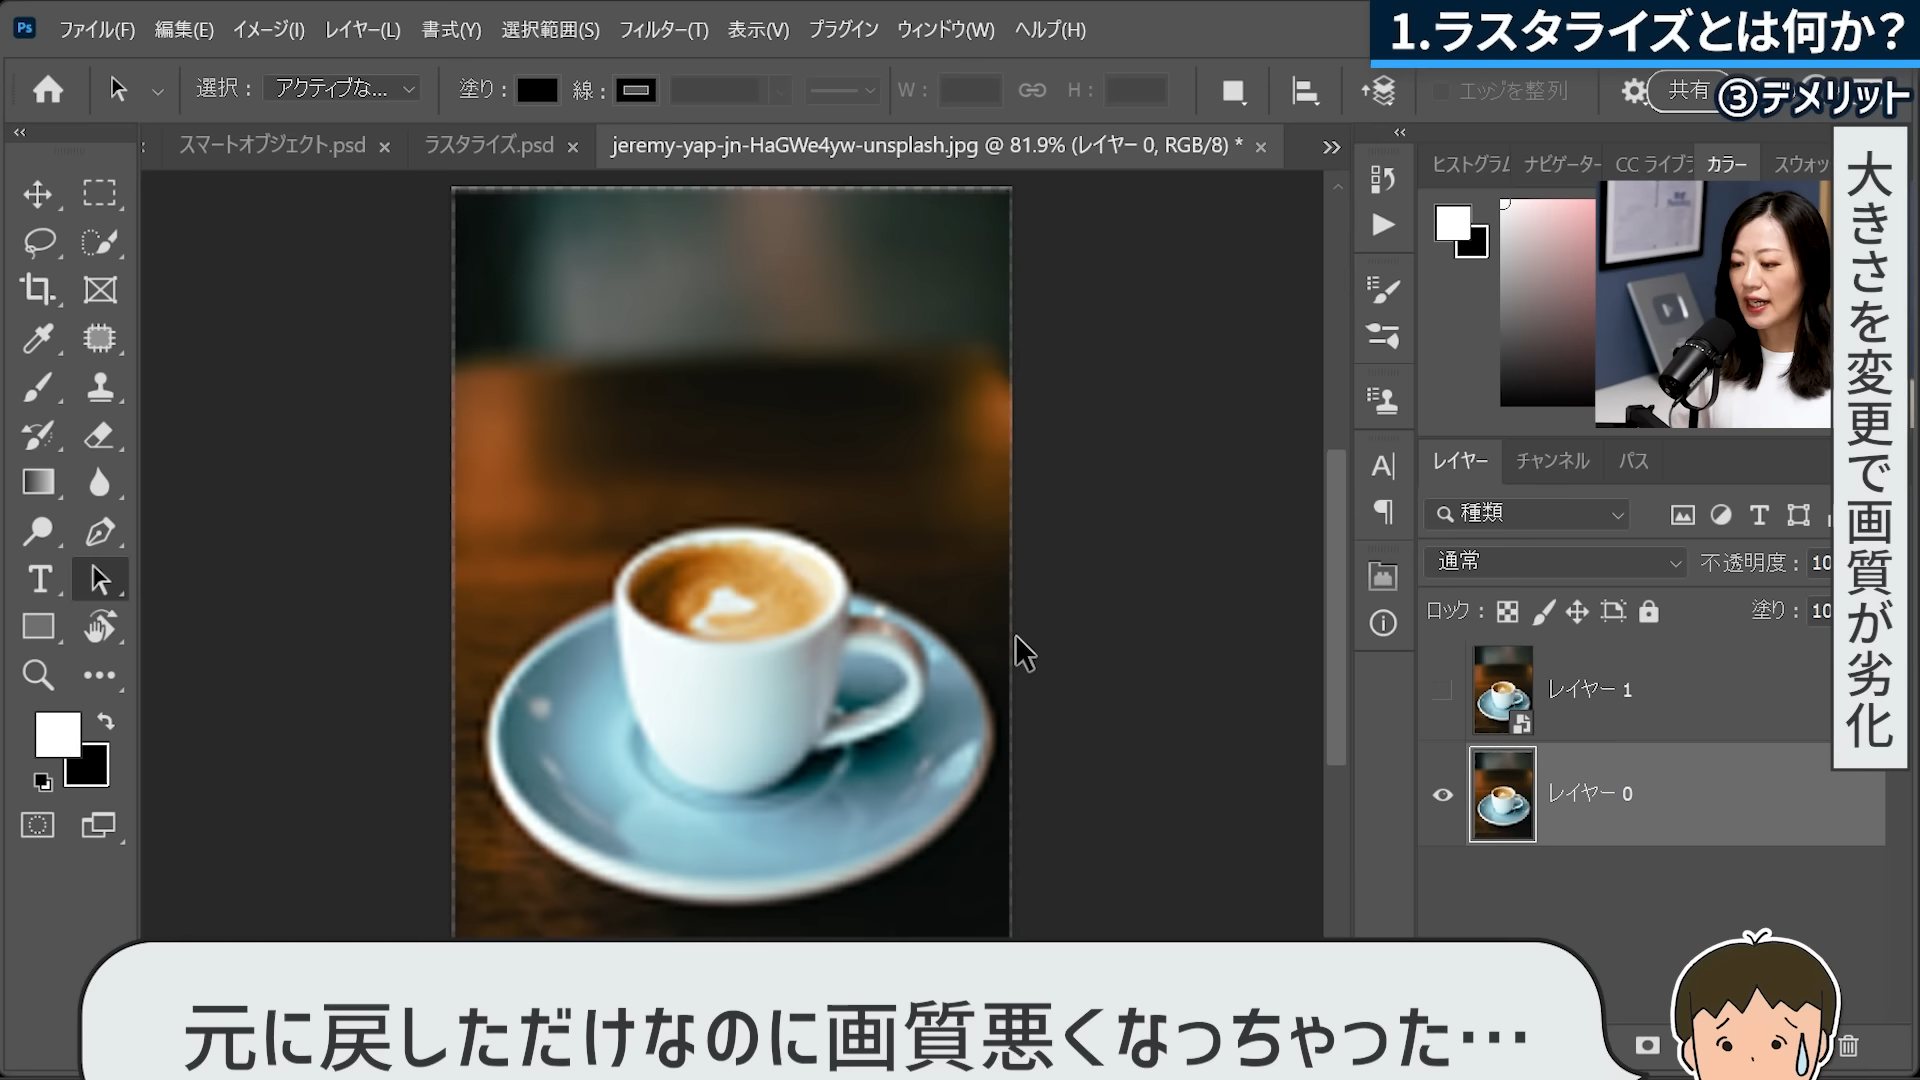 Ps ファイル(F) 編集(E) イメージ(I) レイヤー(L) 書式(Y) 選択範囲(S) フィルター(T) 表示(V) プラグイン ウィンドウ(W) ヘルプ(H)
1.ラスタライズとは何か?
選択： アクティブな... 塗り： 線： W： H： エッジを整列 共有
③デメリット
スマートオブジェクト.psd × ラスタライズ.psd × jeremy-yap-jn-HaGWe4yw-unsplash.jpg @ 81.9% (レイヤー 0, RGB/8) * ×
ナビゲーター カラー
大きさを変更で画質が劣化
レイヤー チャンネル パス
種類
通常 不透明度： 10
ロック： 塗り： 10
レイヤー 1
レイヤー 0
元に戻しただけなのに画質悪くなっちゃった…